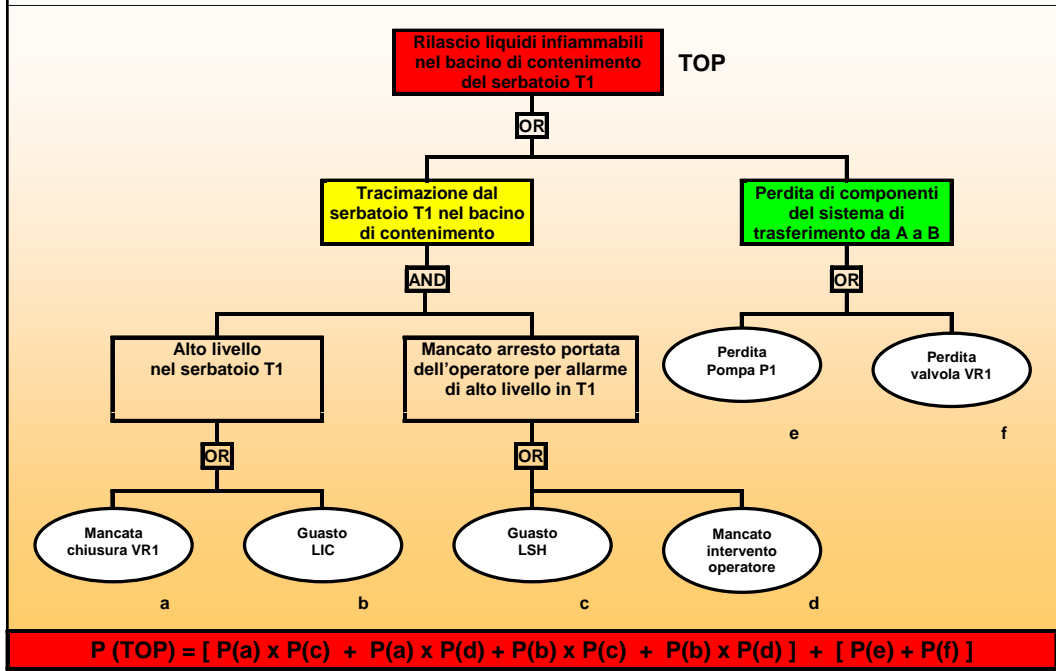 Rilascio liquidi infiammabili
nel bacino di contenimento
del serbatoio T1
TOP
OR
Tracimazione dal
serbatoio T1 nel bacino
di contenimento
Perdita di componenti
del sistema di
trasferimento da A a B
AND
OR
Alto livello
nel serbatoio T1
Mancato arresto portata
dell'operatore per allarme
di alto livello in T1
Perdita
Pompa P1
Perdita
valvola VR1
e
f
OR
OR
Mancata
chiusura VR1
Guasto
LIC
Guasto
LSH
Mancato
intervento
operatore
a
b
c
d
P (TOP) = [ P(a) x P(c) + P(a) x P(d) + P(b) x P(c) + P(b) x P(d) ] + [ P(e) + P(f) ]